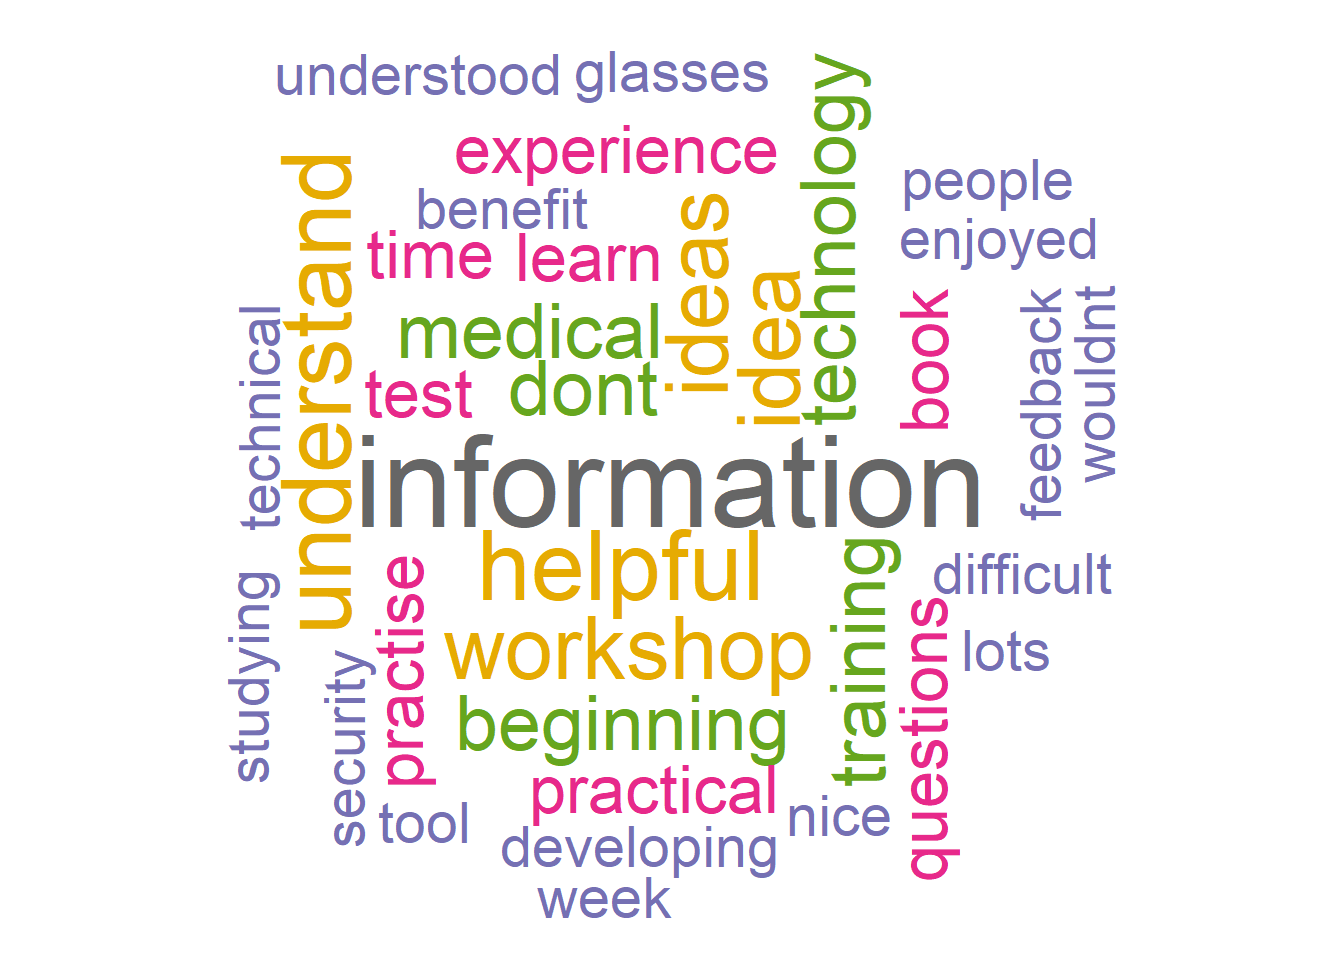 understood glasses
experience
technology
people
benefit
enjoyed
understand
time learn
ideas
idea
medical
book
feedback
wouldnt
technical
test
dont
information
helpful
training
difficult
studying
practise
workshop
questions
lots
security
beginning
practical
tool
nice
developing
week